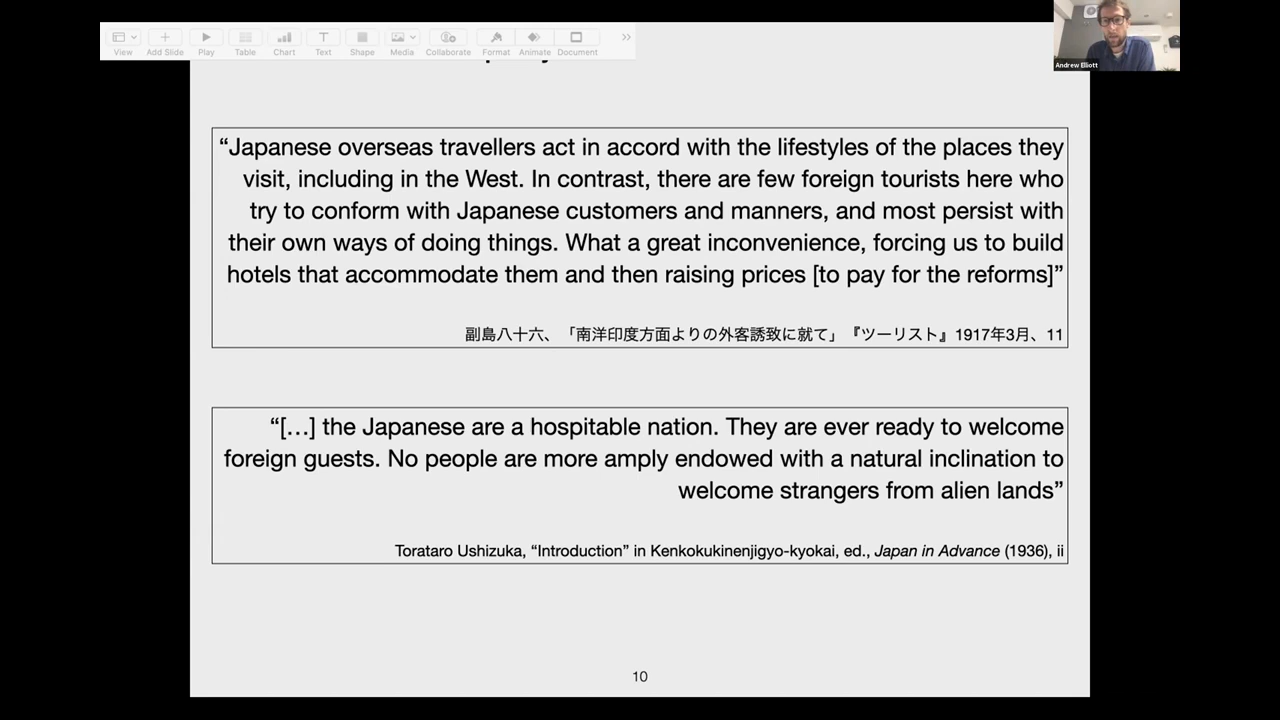 View
Add Slide
Play
Table
Chart
Text
Shape
Media
Collaborate
Format
Animate
Document
Andrew Elliott
“Japanese overseas travellers act in accord with the lifestyles of the places they
visit, including in the West. In contrast, there are few foreign tourists here who
try to conform with Japanese customers and manners, and most persist with
their own ways of doing things. What a great inconvenience, forcing us to build
hotels that accommodate them and then raising prices [to pay for the reforms]”
副島八十六、「南洋印度方面よりの外客誘致に就て」『ツーリスト』1917年3月、11
“[…] the Japanese are a hospitable nation. They are ever ready to welcome
foreign guests. No people are more amply endowed with a natural inclination to
welcome strangers from alien lands”
Torataro Ushizuka, “Introduction” in Kenkokukinenjigyo-kyokai, ed., Japan in Advance (1936), ii
10